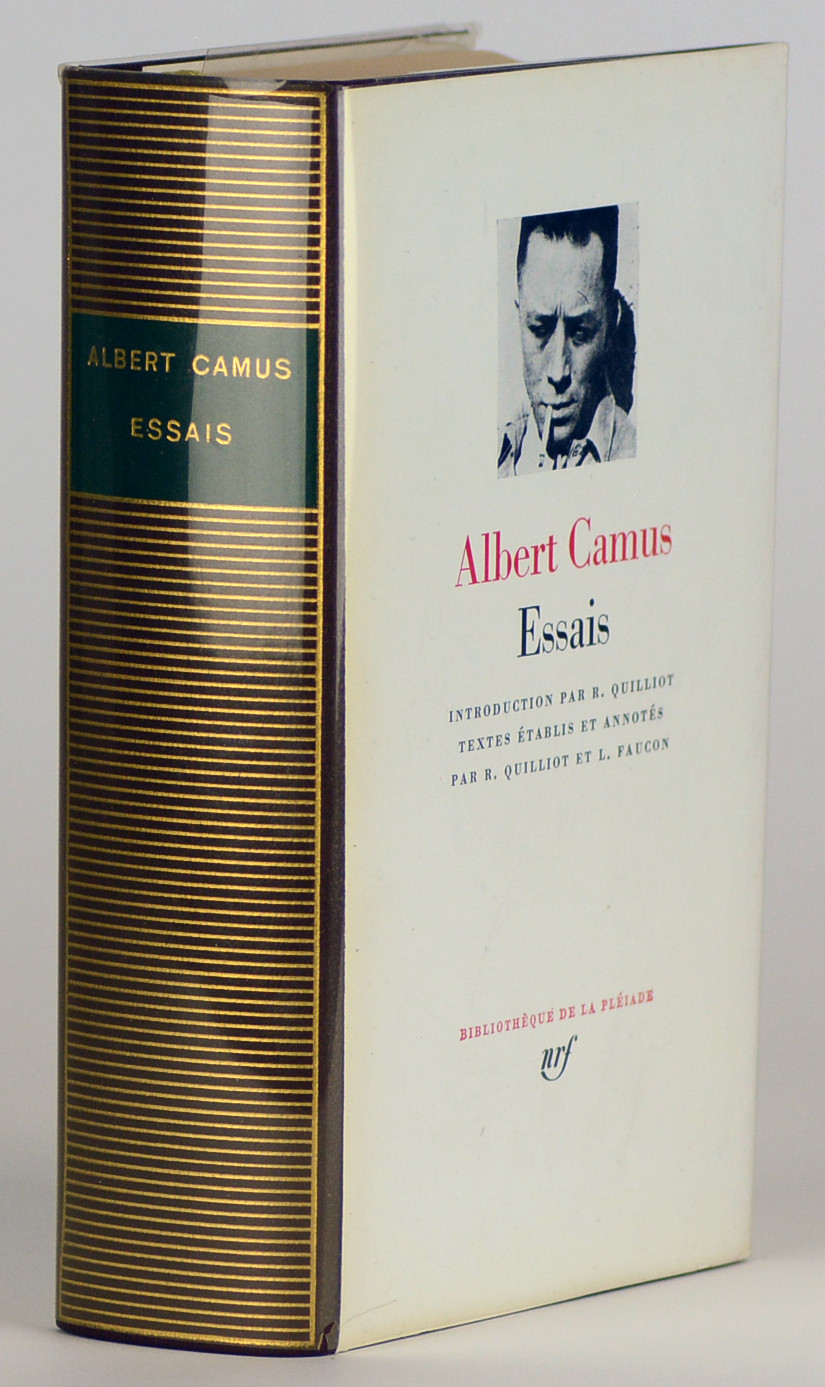 ALBERT CAMUS
ESSAIS
Albert Camus
Essais
INTRODUCTION PAR R. QUILLIOT
TEXTES ÉTABLIS ET ANNOTÉS
PAR R. QUILLIOT ET L. FAUCON
BIBLIOTHÈQUE DE LA PLÉIADE
nrf